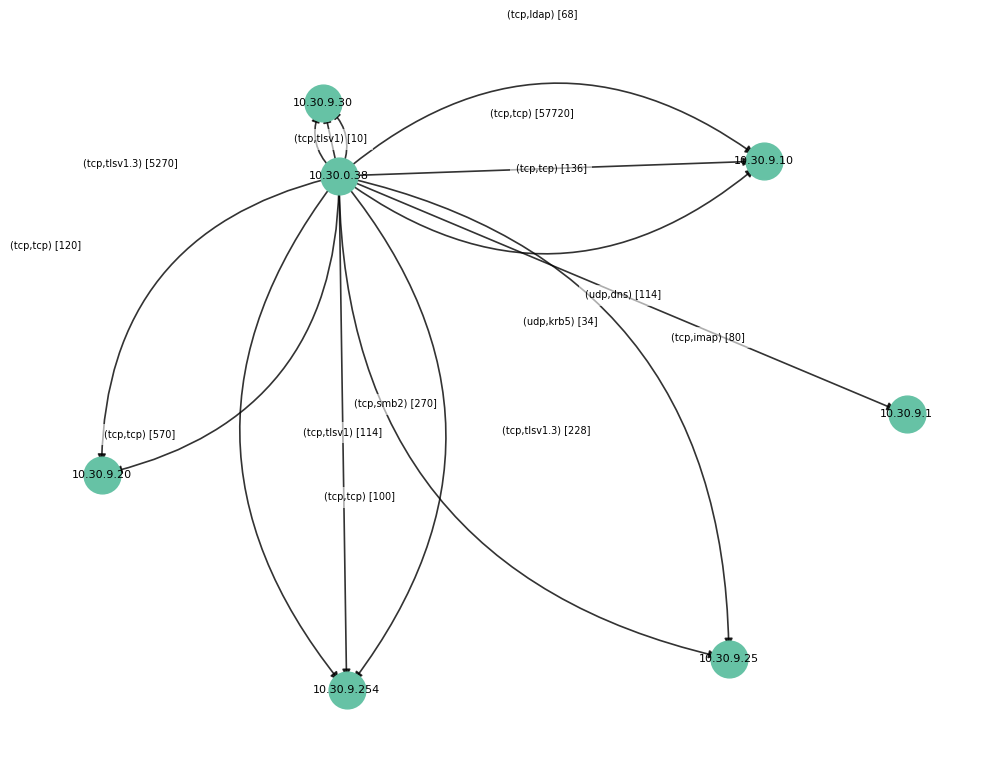 (tcp,ldap) [68]
10.30.9.30
(tcp,tcp) [57720]
(tcp,tlsv1) [10]
(tcp,tlsv1.3) [5270]
10.30.9.10
(tcp,tcp) [136]
10.30.0.38
(tcp,tcp) [120]
(udp,dns) [114]
(udp,krb5) [34]
(tcp,imap) [80]
(tcp,smb2) [270]
10.30.9.1
(tcp,tcp) [570]
(tcp,tlsv1) [114]
(tcp,tlsv1.3) [228]
10.30.9.20
(tcp,tcp) [100]
10.30.9.25
10.30.9.254